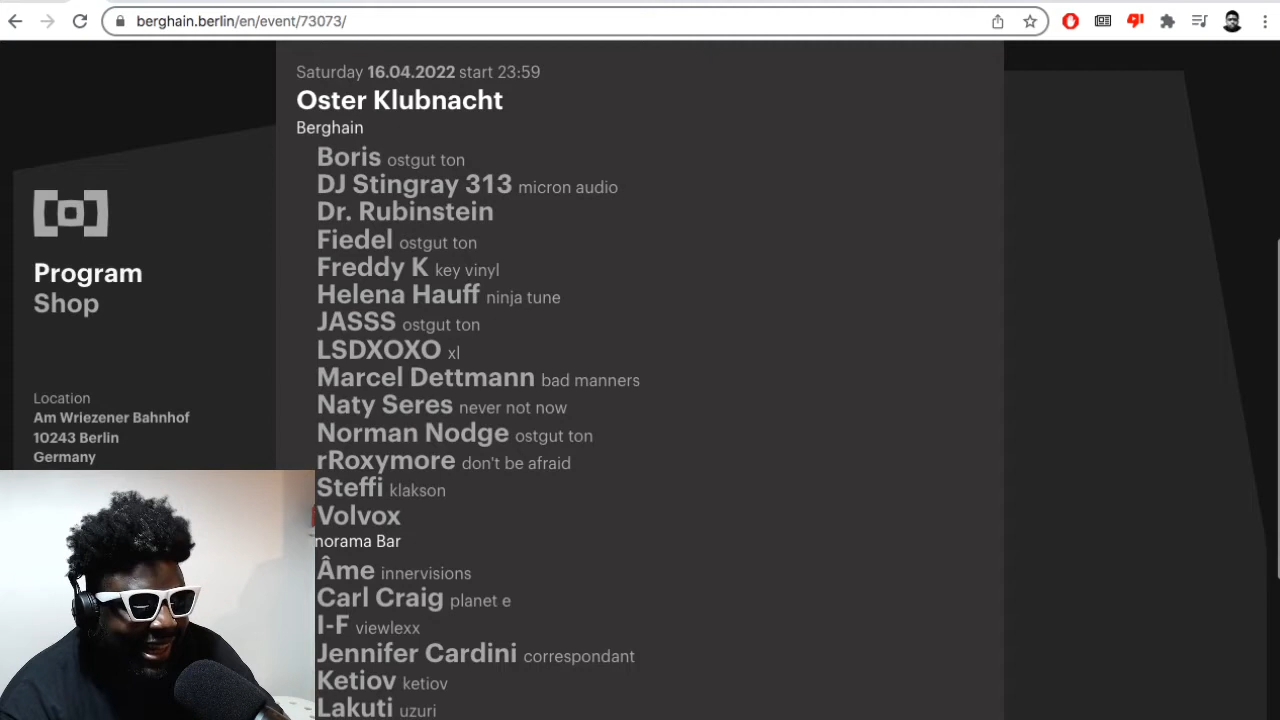 berghain.berlin/en/event/73073/
Saturday 16.04.2022 start 23:59
Oster Klubnacht
Berghain
Boris ostgut ton
DJ Stingray 313 micron audio
Dr. Rubinstein
Fiedel ostgut ton
Freddy K key vinyl
Helena Hauff ninja tune
JASSS ostgut ton
LSDXOXO xl
Marcel Dettmann bad manners
Naty Seres never not now
Norman Nodge ostgut ton
rRoxymore don't be afraid
Steffi klakson
Volvox
norama Bar
Âme innervisions
Carl Craig planet e
I-F viewlexx
Jennifer Cardini correspondant
Ketiov ketiov
Lakuti uzuri
Program
Shop
Location
Am Wriezener Bahnhof
10243 Berlin
Germany